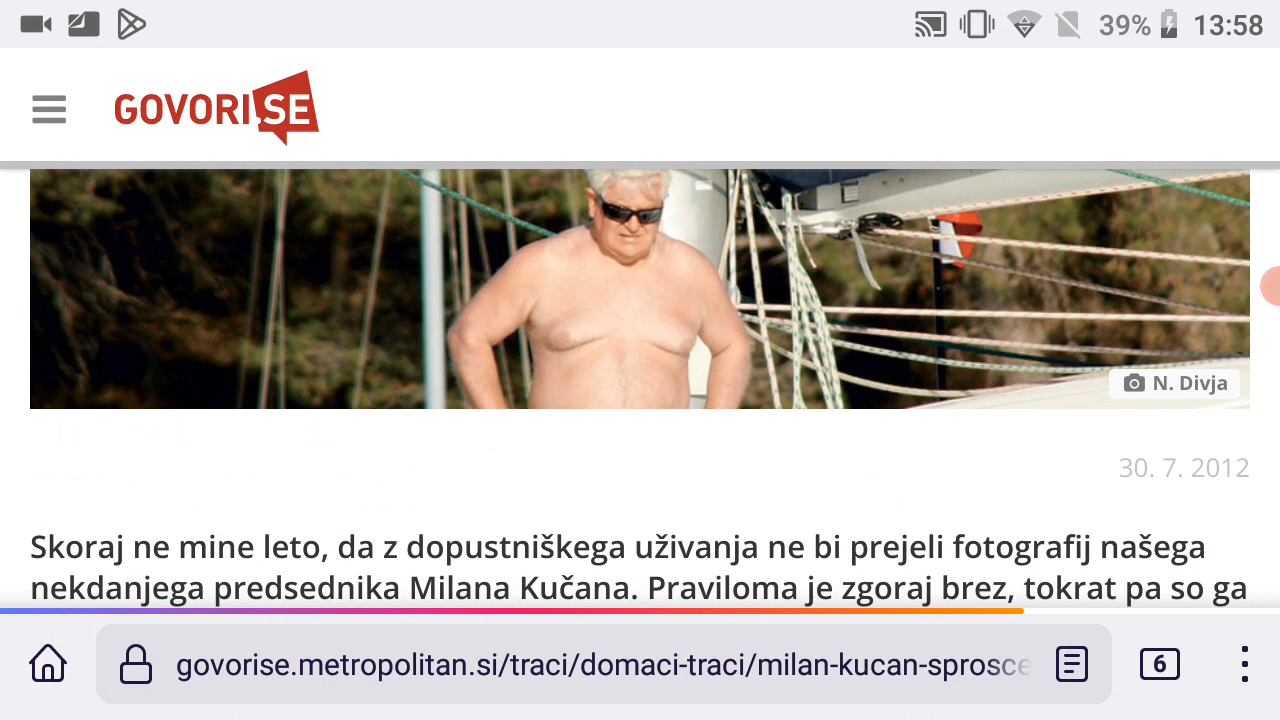 39% 13:58
GOVORI SE
N. Divja
30. 7. 2012
Skoraj ne mine leto, da z dopustniškega uživanja ne bi prejeli fotografij našega
nekdanjega predsednika Milana Kučana. Praviloma je zgoraj brez, tokrat pa so ga
govorise.metropolitan.si/traci/domaci-traci/milan-kucan-sprosce
6